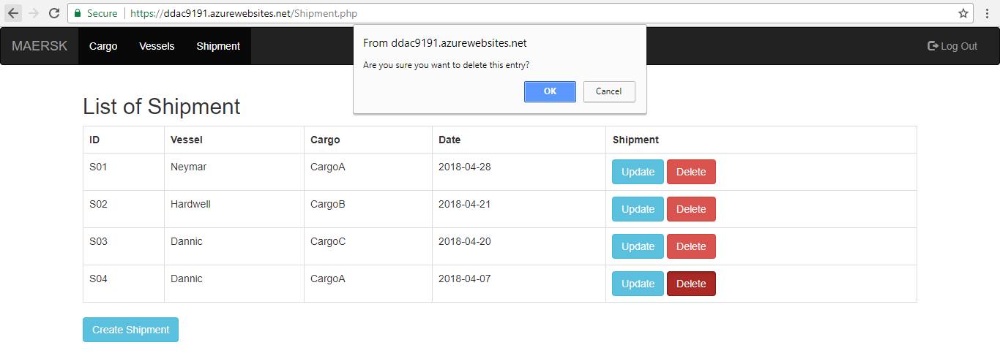 Secure https://ddac9191.azurewebsites.net/Shipment.php
MAERSK Cargo Vessels Shipment Log Out
From ddac9191.azurewebsites.net
Are you sure you want to delete this entry?
OK Cancel
List of Shipment
ID Vessel Cargo Date Shipment
S01 Neymar CargoA 2018-04-28 Update Delete
S02 Hardwell CargoB 2018-04-21 Update Delete
S03 Dannic CargoC 2018-04-20 Update Delete
S04 Dannic CargoA 2018-04-07 Update Delete
Create Shipment